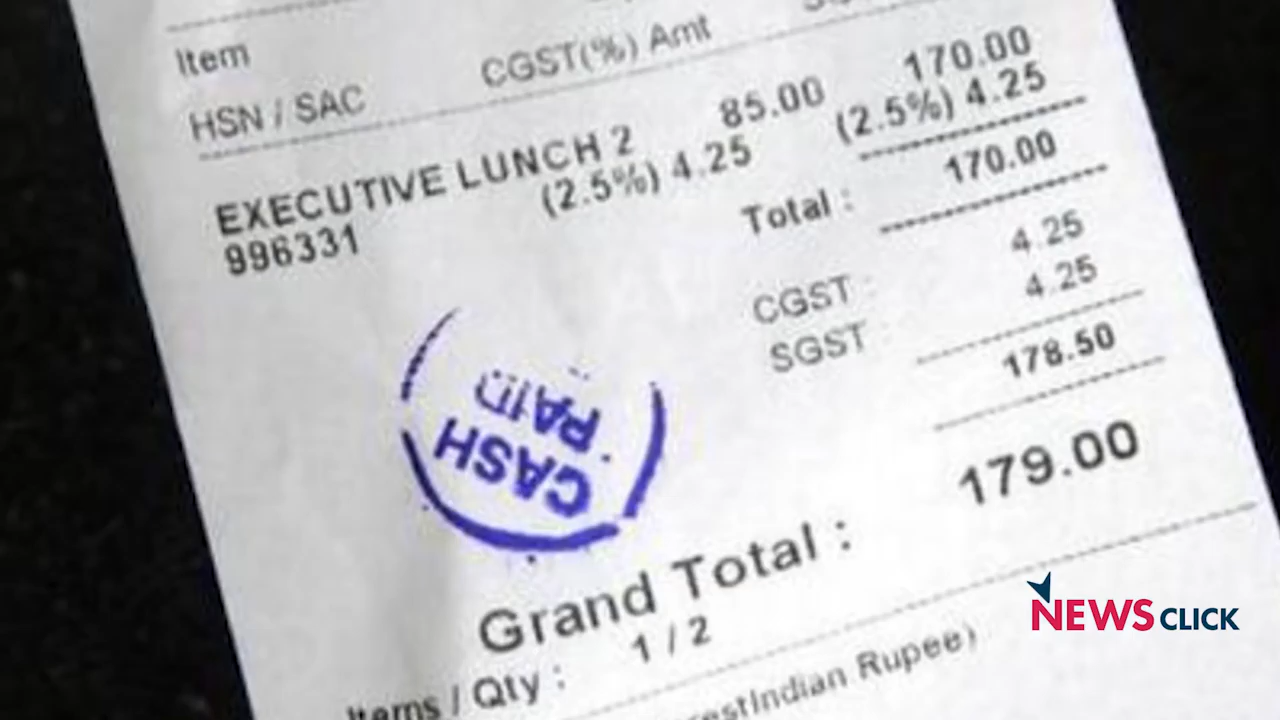 Item
HSN / SAC CGST(%) Amt
EXECUTIVE LUNCH 2 85.00 170.00
996331 (2.5%) 4.25 (2.5%) 4.25
Total : 170.00
CGST : 4.25
SGST : 4.25
178.50
CASH
PAID
Grand Total : 179.00
Items / Qty : 1 / 2
Indian Rupee)
NEWSCLICK